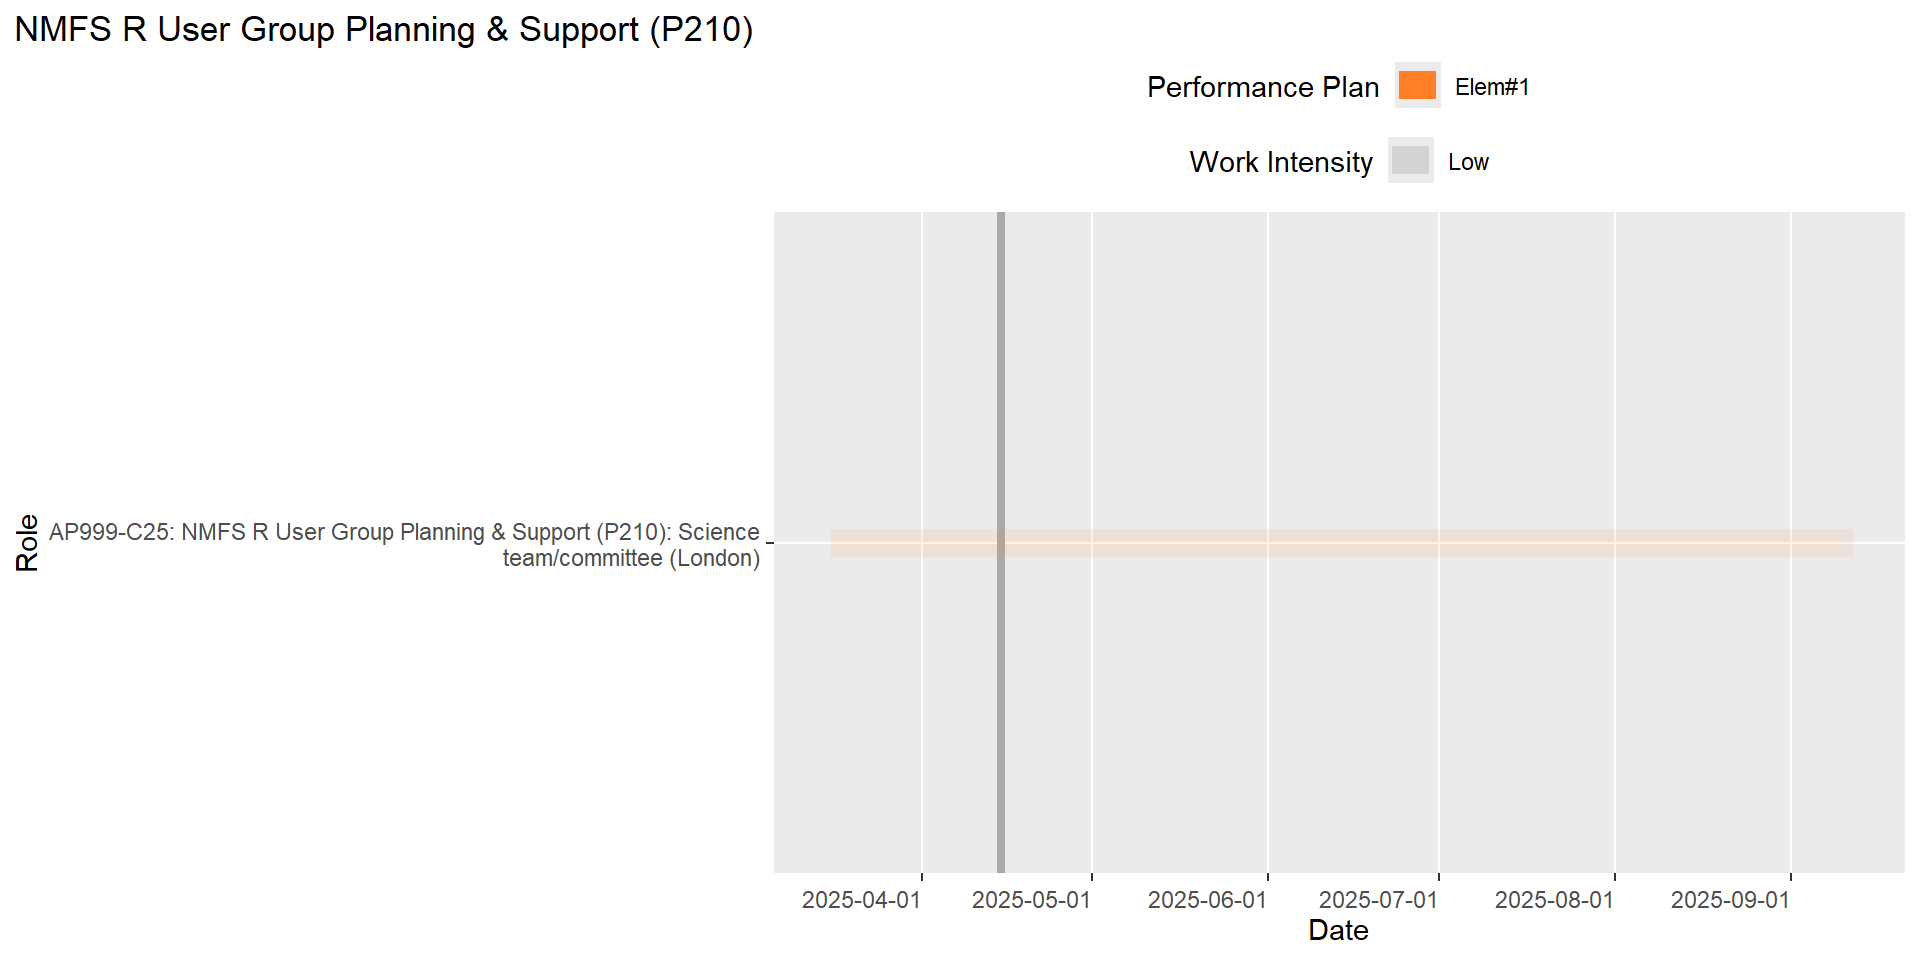 NMFS R User Group Planning & Support (P210)
Performance Plan
Elem#1
Work Intensity
Low
Role
AP999-C25: NMFS R User Group Planning & Support (P210): Science
team/committee (London)
2025-04-01
2025-05-01
2025-06-01
2025-07-01
2025-08-01
2025-09-01
Date